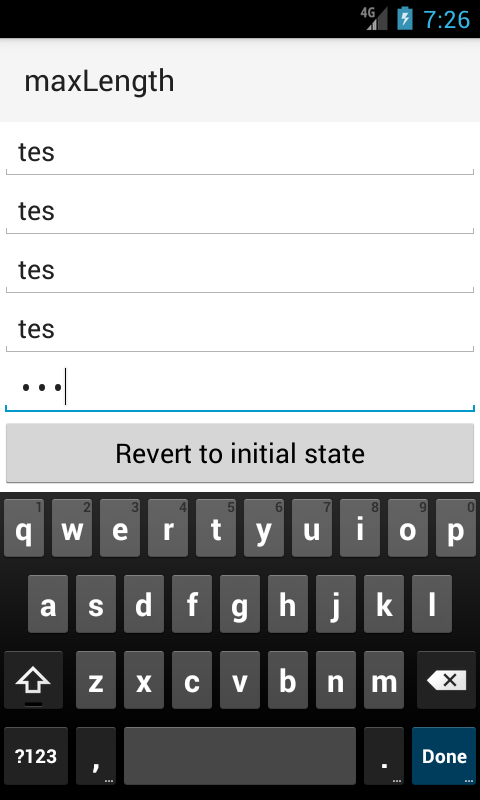 4G 7:26
maxLength
tes
tes
tes
tes
•••
Revert to initial state
1 2 3 4 5 6 7 8 9 0
q w e r t y u i o p
a s d f g h j k l
z x c v b n m
?123 , ... . ... Done ...